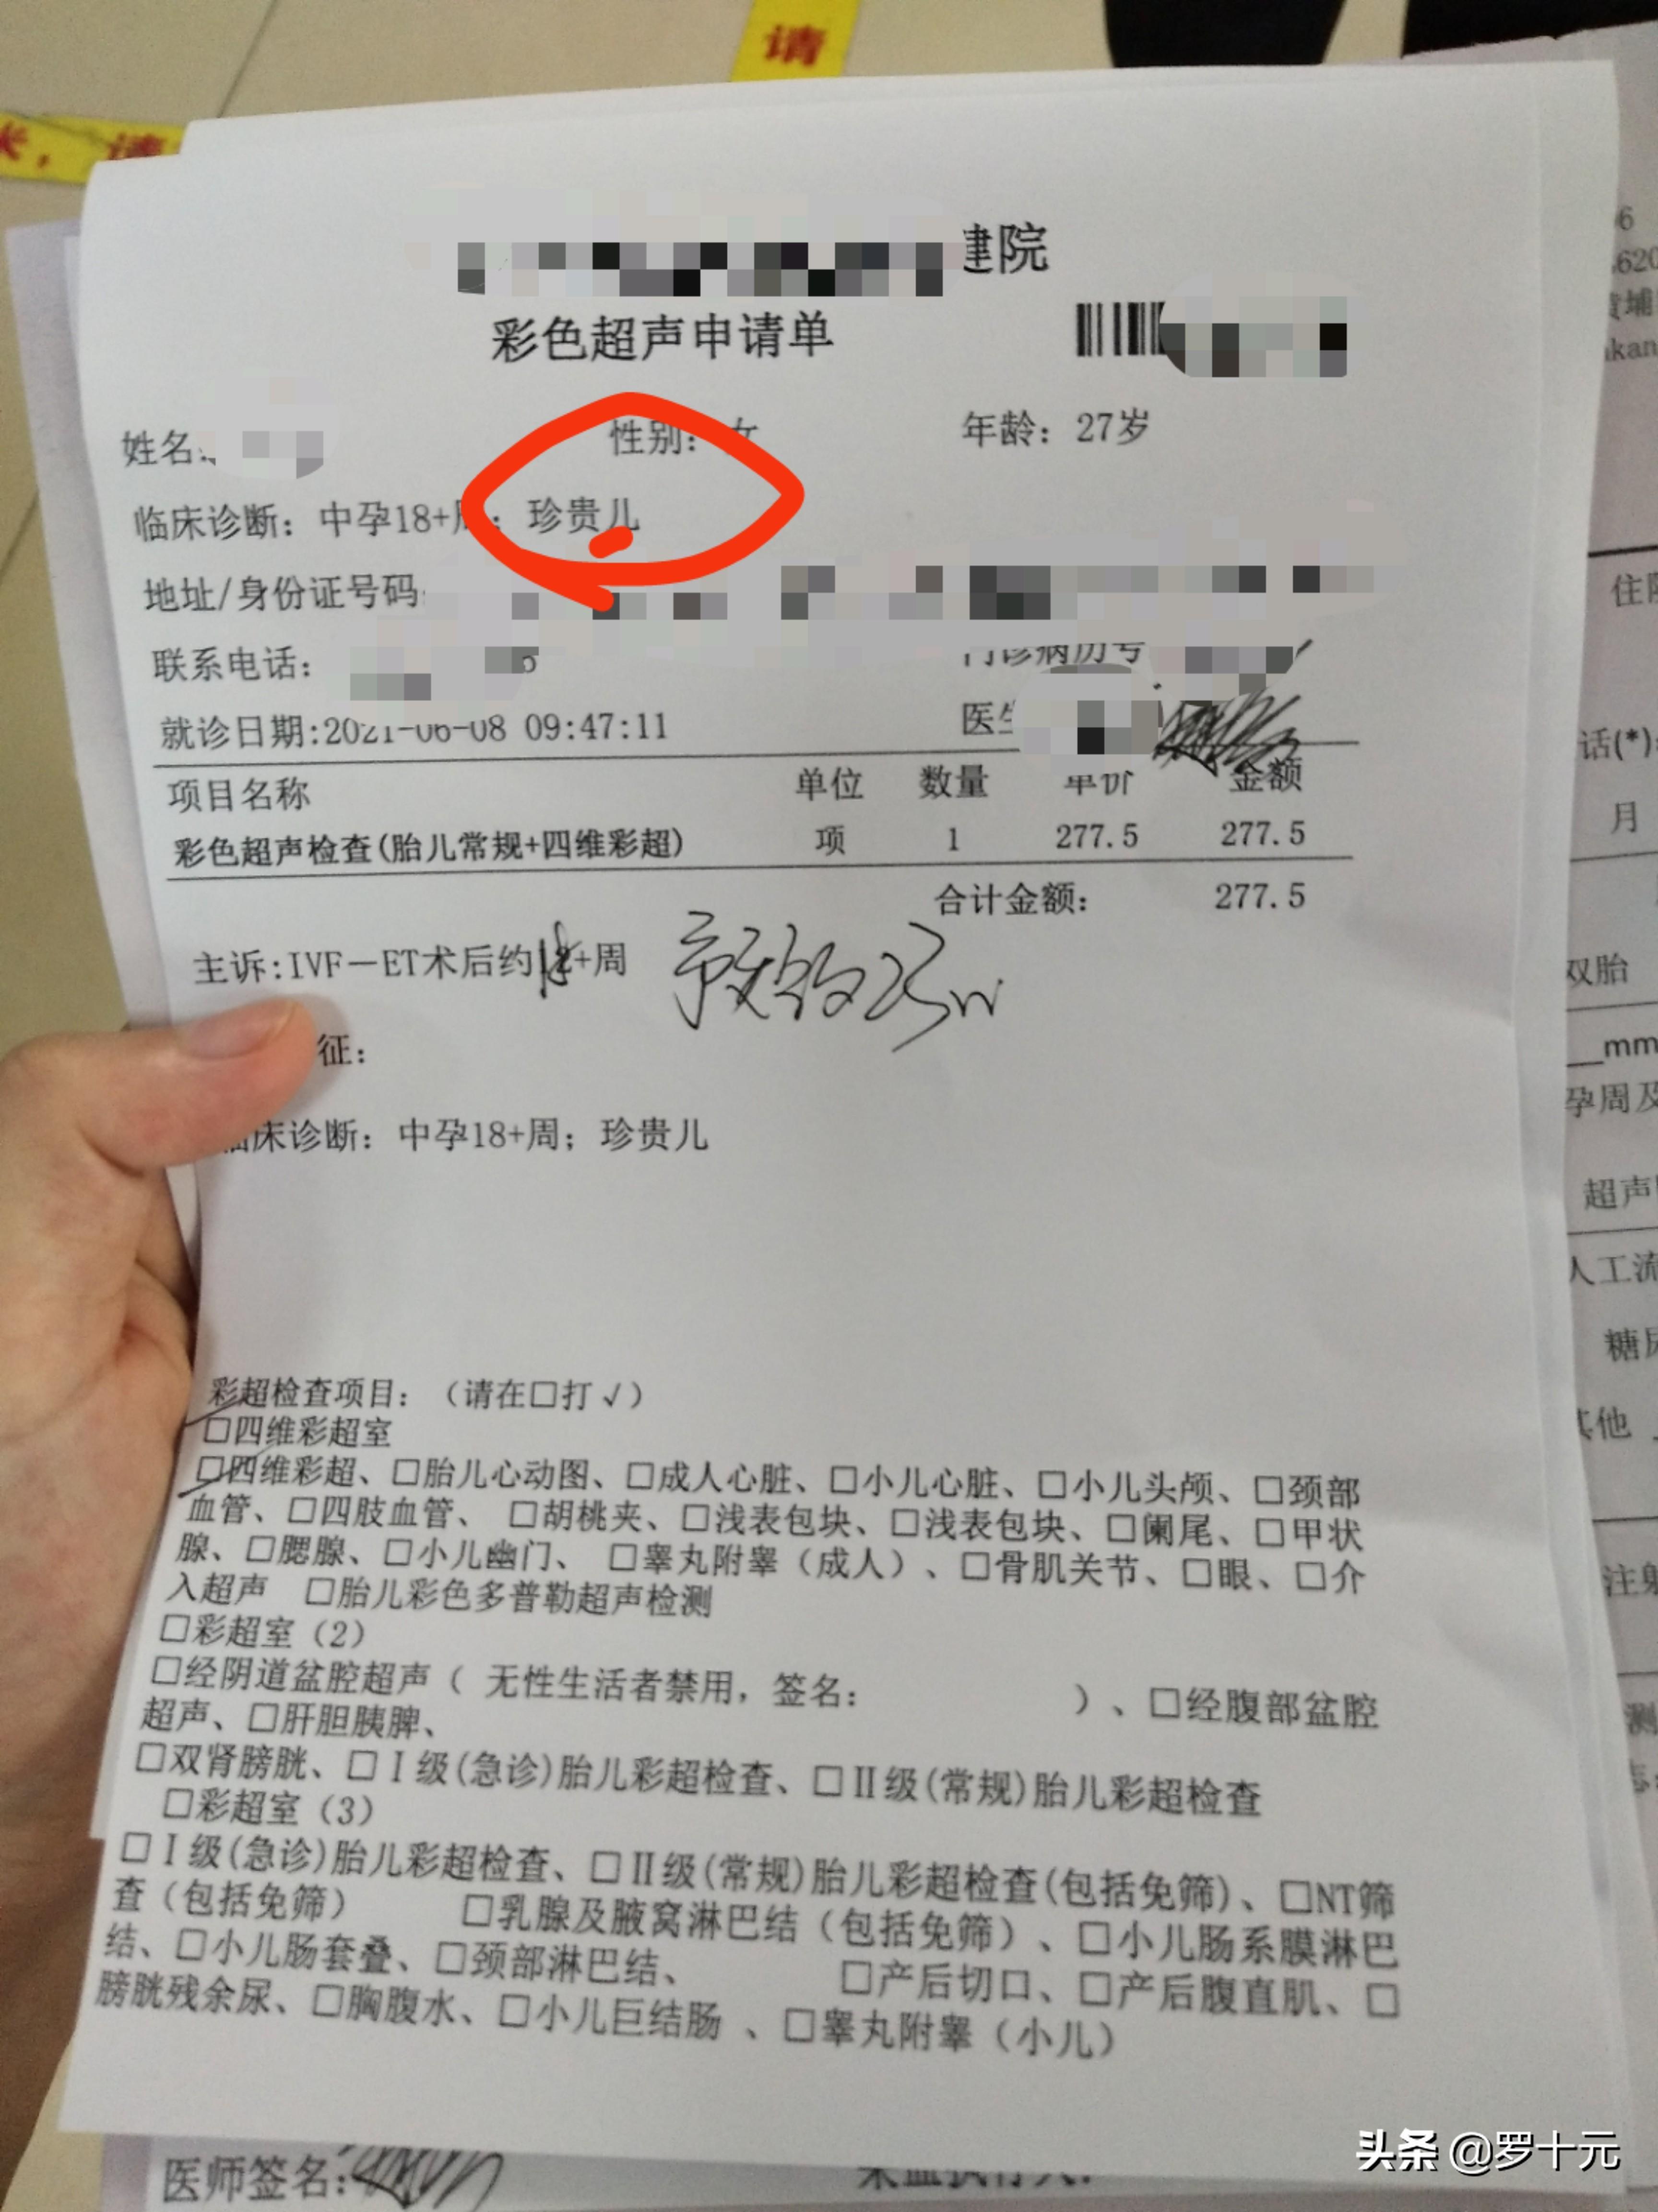 请
米，请
建院
彩色超声申请单
姓名: 性别: 女 年龄: 27岁
临床诊断: 中孕18+周; 珍贵儿
地址/身份证号码:
联系电话:
门诊病历号
就诊日期:2021-06-08 09:47:11 医生
项目名称 单位 数量 单价 金额
彩色超声检查(胎儿常规+四维彩超) 项 1 277.5 277.5
合计金额: 277.5
主诉:IVF-ET术后约 +周 预约23w
征:
临床诊断: 中孕18+周; 珍贵儿
彩超检查项目: (请在□打√)
□四维彩超室
□四维彩超、□胎儿心动图、□成人心脏、□小儿心脏、□小儿头颅、□颈部
血管、□四肢血管、 □胡桃夹、□浅表包块、□浅表包块、□阑尾、□甲状
腺、□腮腺、□小儿幽门、 □睾丸附睾（成人）、□骨肌关节、□眼、□介
入超声 □胎儿彩色多普勒超声检测
□彩超室（2）
□经阴道盆腔超声（ 无性生活者禁用，签名: ）、□经腹部盆腔
超声、□肝胆胰脾、
□双肾膀胱、□Ⅰ级(急诊)胎儿彩超检查、□Ⅱ级(常规)胎儿彩超检查
□彩超室（3）
□Ⅰ级(急诊)胎儿彩超检查、□Ⅱ级(常规)胎儿彩超检查(包括免筛)、□NT筛
查（包括免筛） □乳腺及腋窝淋巴结（包括免筛）、□小儿肠系膜淋巴
结、□小儿肠套叠、□颈部淋巴结、 □产后切口、□产后腹直肌、□
膀胱残余尿、□胸腹水、□小儿巨结肠 、□睾丸附睾（小儿）
医师签名:
6
620
黄埔
kan
住院
话(*):
月
双胎
__mm
孕周及
超声
人工流
糖尿
其他
注射
测
头条 @罗十元